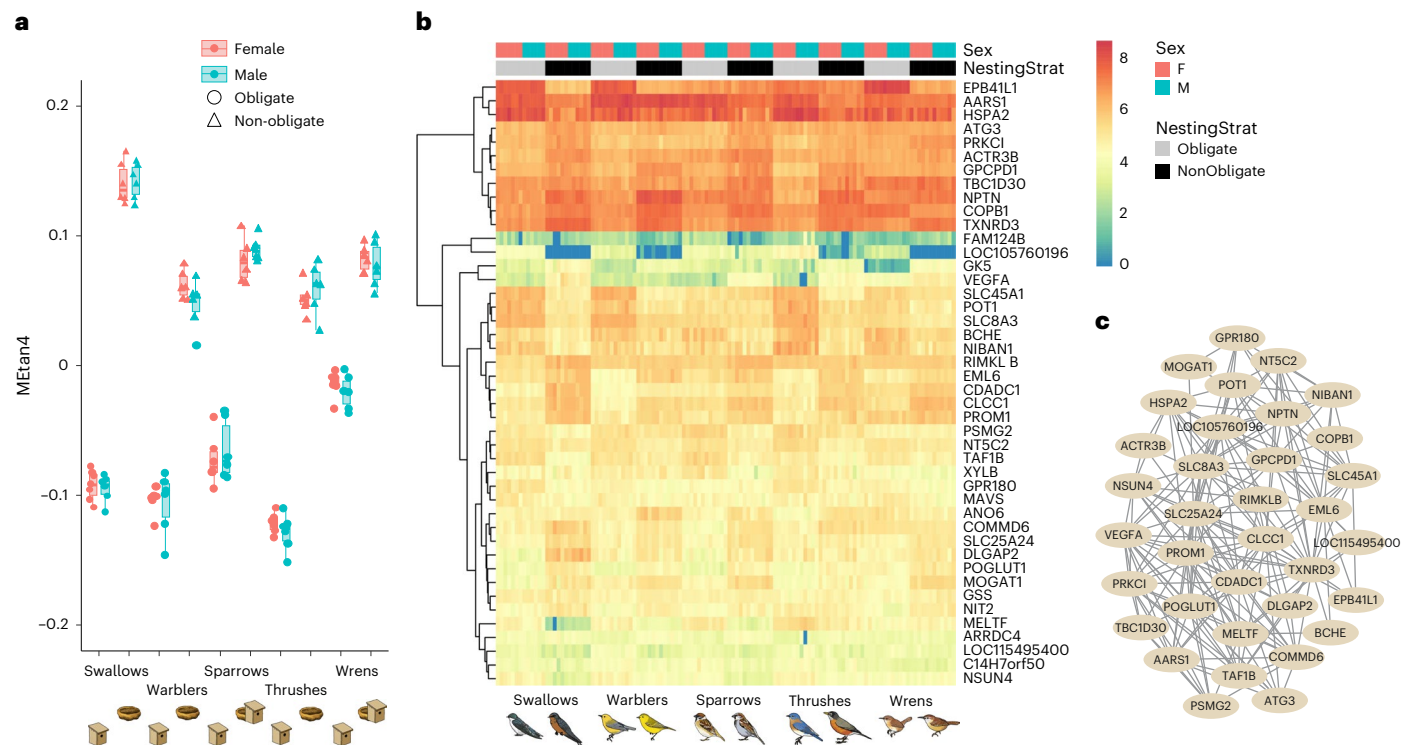 a
Female
Male
Obligate
Non-obligate
MEtan4
0.2
0.1
0
−0.1
−0.2
Swallows
Warblers
Sparrows
Thrushes
Wrens
b
Sex
NestingStrat
EPB41L1
AARS1
HSPA2
ATG3
PRKCI
ACTR3B
GPCPD1
TBC1D30
NPTN
COPB1
TXNRD3
FAM124B
LOC105760196
GK5
VEGFA
SLC45A1
POT1
SLC8A3
BCHE
NIBAN1
RIMKL B
EML6
CDADC1
CLCC1
PROM1
PSMG2
NT5C2
TAF1B
XYLB
GPR180
MAVS
ANO6
COMMD6
SLC25A24
DLGAP2
POGLUT1
MOGAT1
GSS
NIT2
MELTF
ARRDC4
LOC115495400
C14H7orf50
NSUN4
Swallows
Warblers
Sparrows
Thrushes
Wrens
8
6
4
2
0
Sex
F
M
NestingStrat
Obligate
NonObligate
c
GPR180
NT5C2
MOGAT1
POT1
NIBAN1
HSPA2
NPTN
LOC105760196
COPB1
ACTR3B
GPCPD1
SLC8A3
SLC45A1
NSUN4
RIMKLB
EML6
SLC25A24
VEGFA
CLCC1
LOC115495400
PROM1
TXNRD3
PRKCI
CDADC1
EPB41L1
POGLUT1
DLGAP2
TBC1D30
MELTF
BCHE
AARS1
COMMD6
TAF1B
PSMG2
ATG3